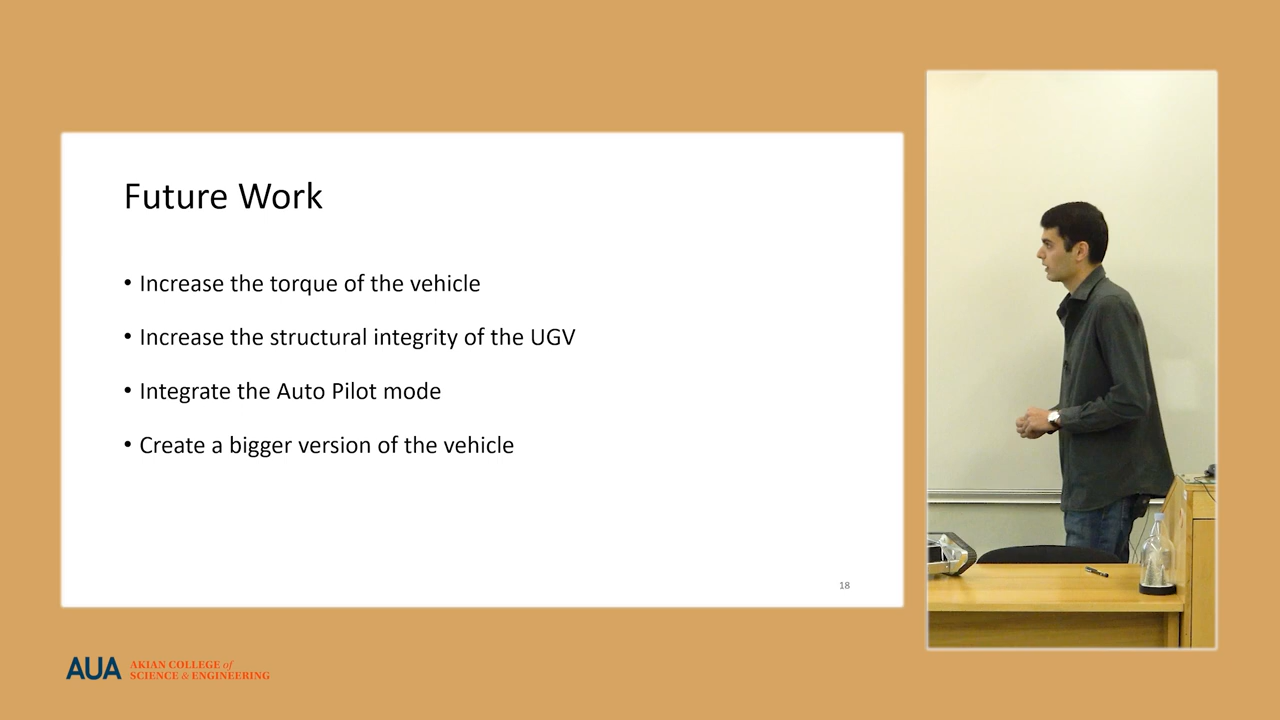 Future Work
• Increase the torque of the vehicle
• Increase the structural integrity of the UGV
• Integrate the Auto Pilot mode
• Create a bigger version of the vehicle
18
AUA AKIAN COLLEGE of
SCIENCE & ENGINEERING